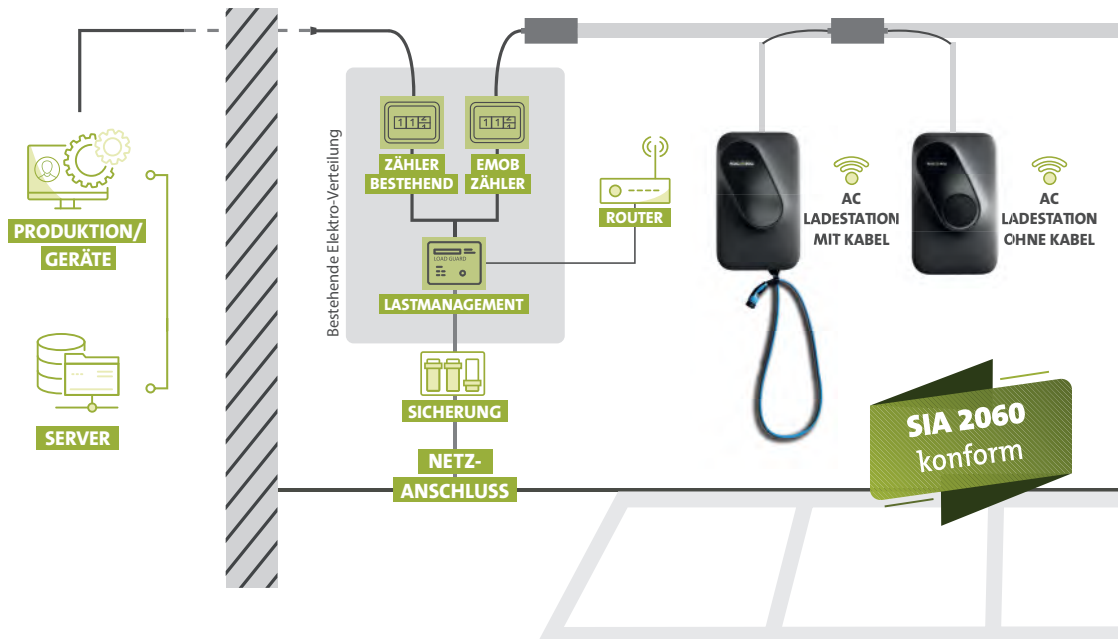 PRODUKTION/
GERÄTE
SERVER
Bestehende Elektro-Verteilung
ZÄHLER
BESTEHEND
EMOB
ZÄHLER
LOAD GUARD
LASTMANAGEMENT
SICHERUNG
NETZ-
ANSCHLUSS
ROUTER
AC
LADESTATION
MIT KABEL
AC
LADESTATION
OHNE KABEL
SIA 2060
konform